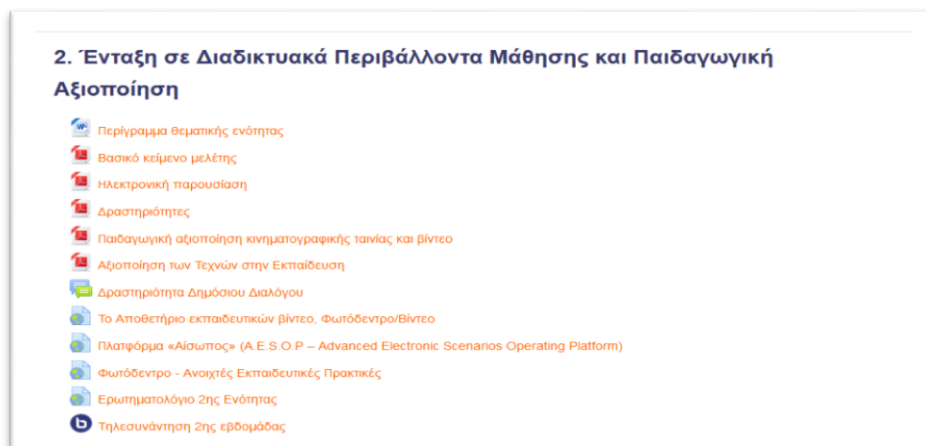 2. Ένταξη σε Διαδικτυακά Περιβάλλοντα Μάθησης και Παιδαγωγική
Αξιοποίηση
Περίγραμμα θεματικής ενότητας
Βασικό κείμενο μελέτης
Ηλεκτρονική παρουσίαση
Δραστηριότητες
Παιδαγωγική αξιοποίηση κινηματογραφικής ταινίας και βίντεο
Αξιοποίηση των Τεχνών στην Εκπαίδευση
Δραστηριότητα Δημόσιου Διαλόγου
Το Αποθετήριο εκπαιδευτικών βίντεο, Φωτόδεντρο/Βίντεο
Πλατφόρμα «Αίσωπος» (A.E.S.O.P – Advanced Electronic Scenarios Operating Platform)
Φωτόδεντρο - Ανοιχτές Εκπαιδευτικές Πρακτικές
Ερωτηματολόγιο 2ης Ενότητας
Τηλεσυνάντηση 2ης εβδομάδας